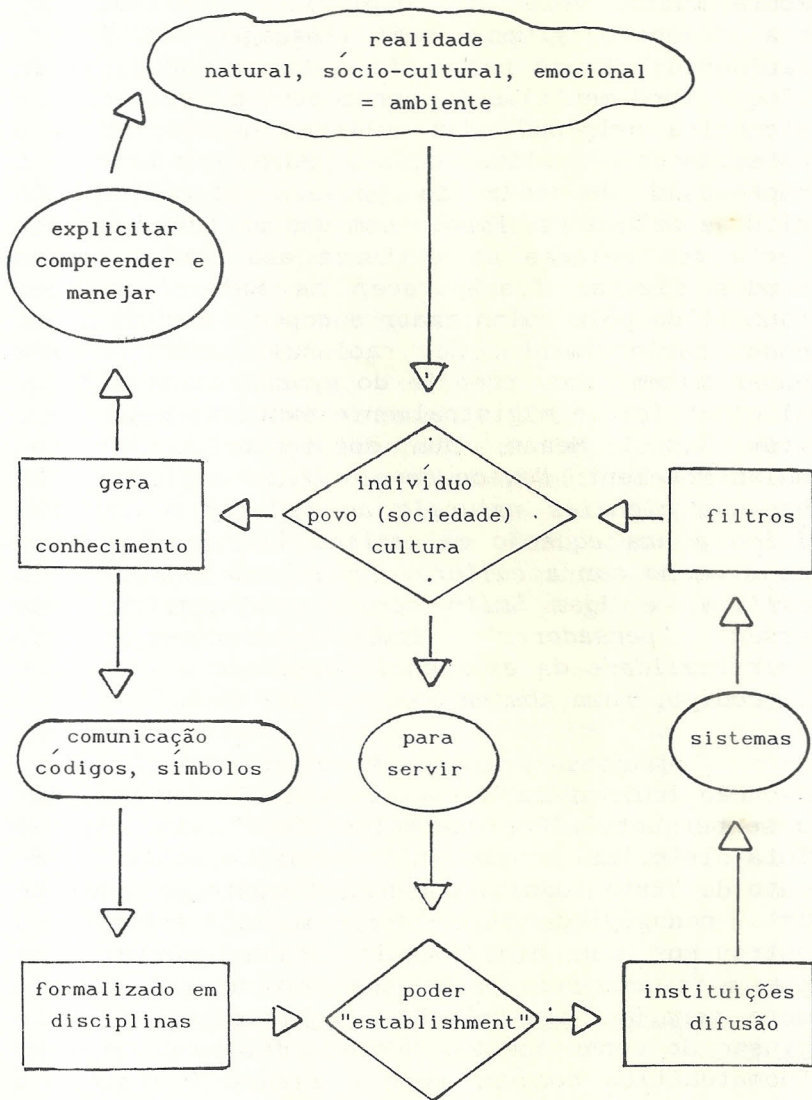 realidade
natural, sócio-cultural, emocional
= ambiente
explicitar
compreender e
manejar
gera
conhecimento
indivíduo
povo (sociedade)
cultura
filtros
comunicação
códigos, símbolos
para
servir
sistemas
formalizado em
disciplinas
poder
"establishment"
instituições
difusão